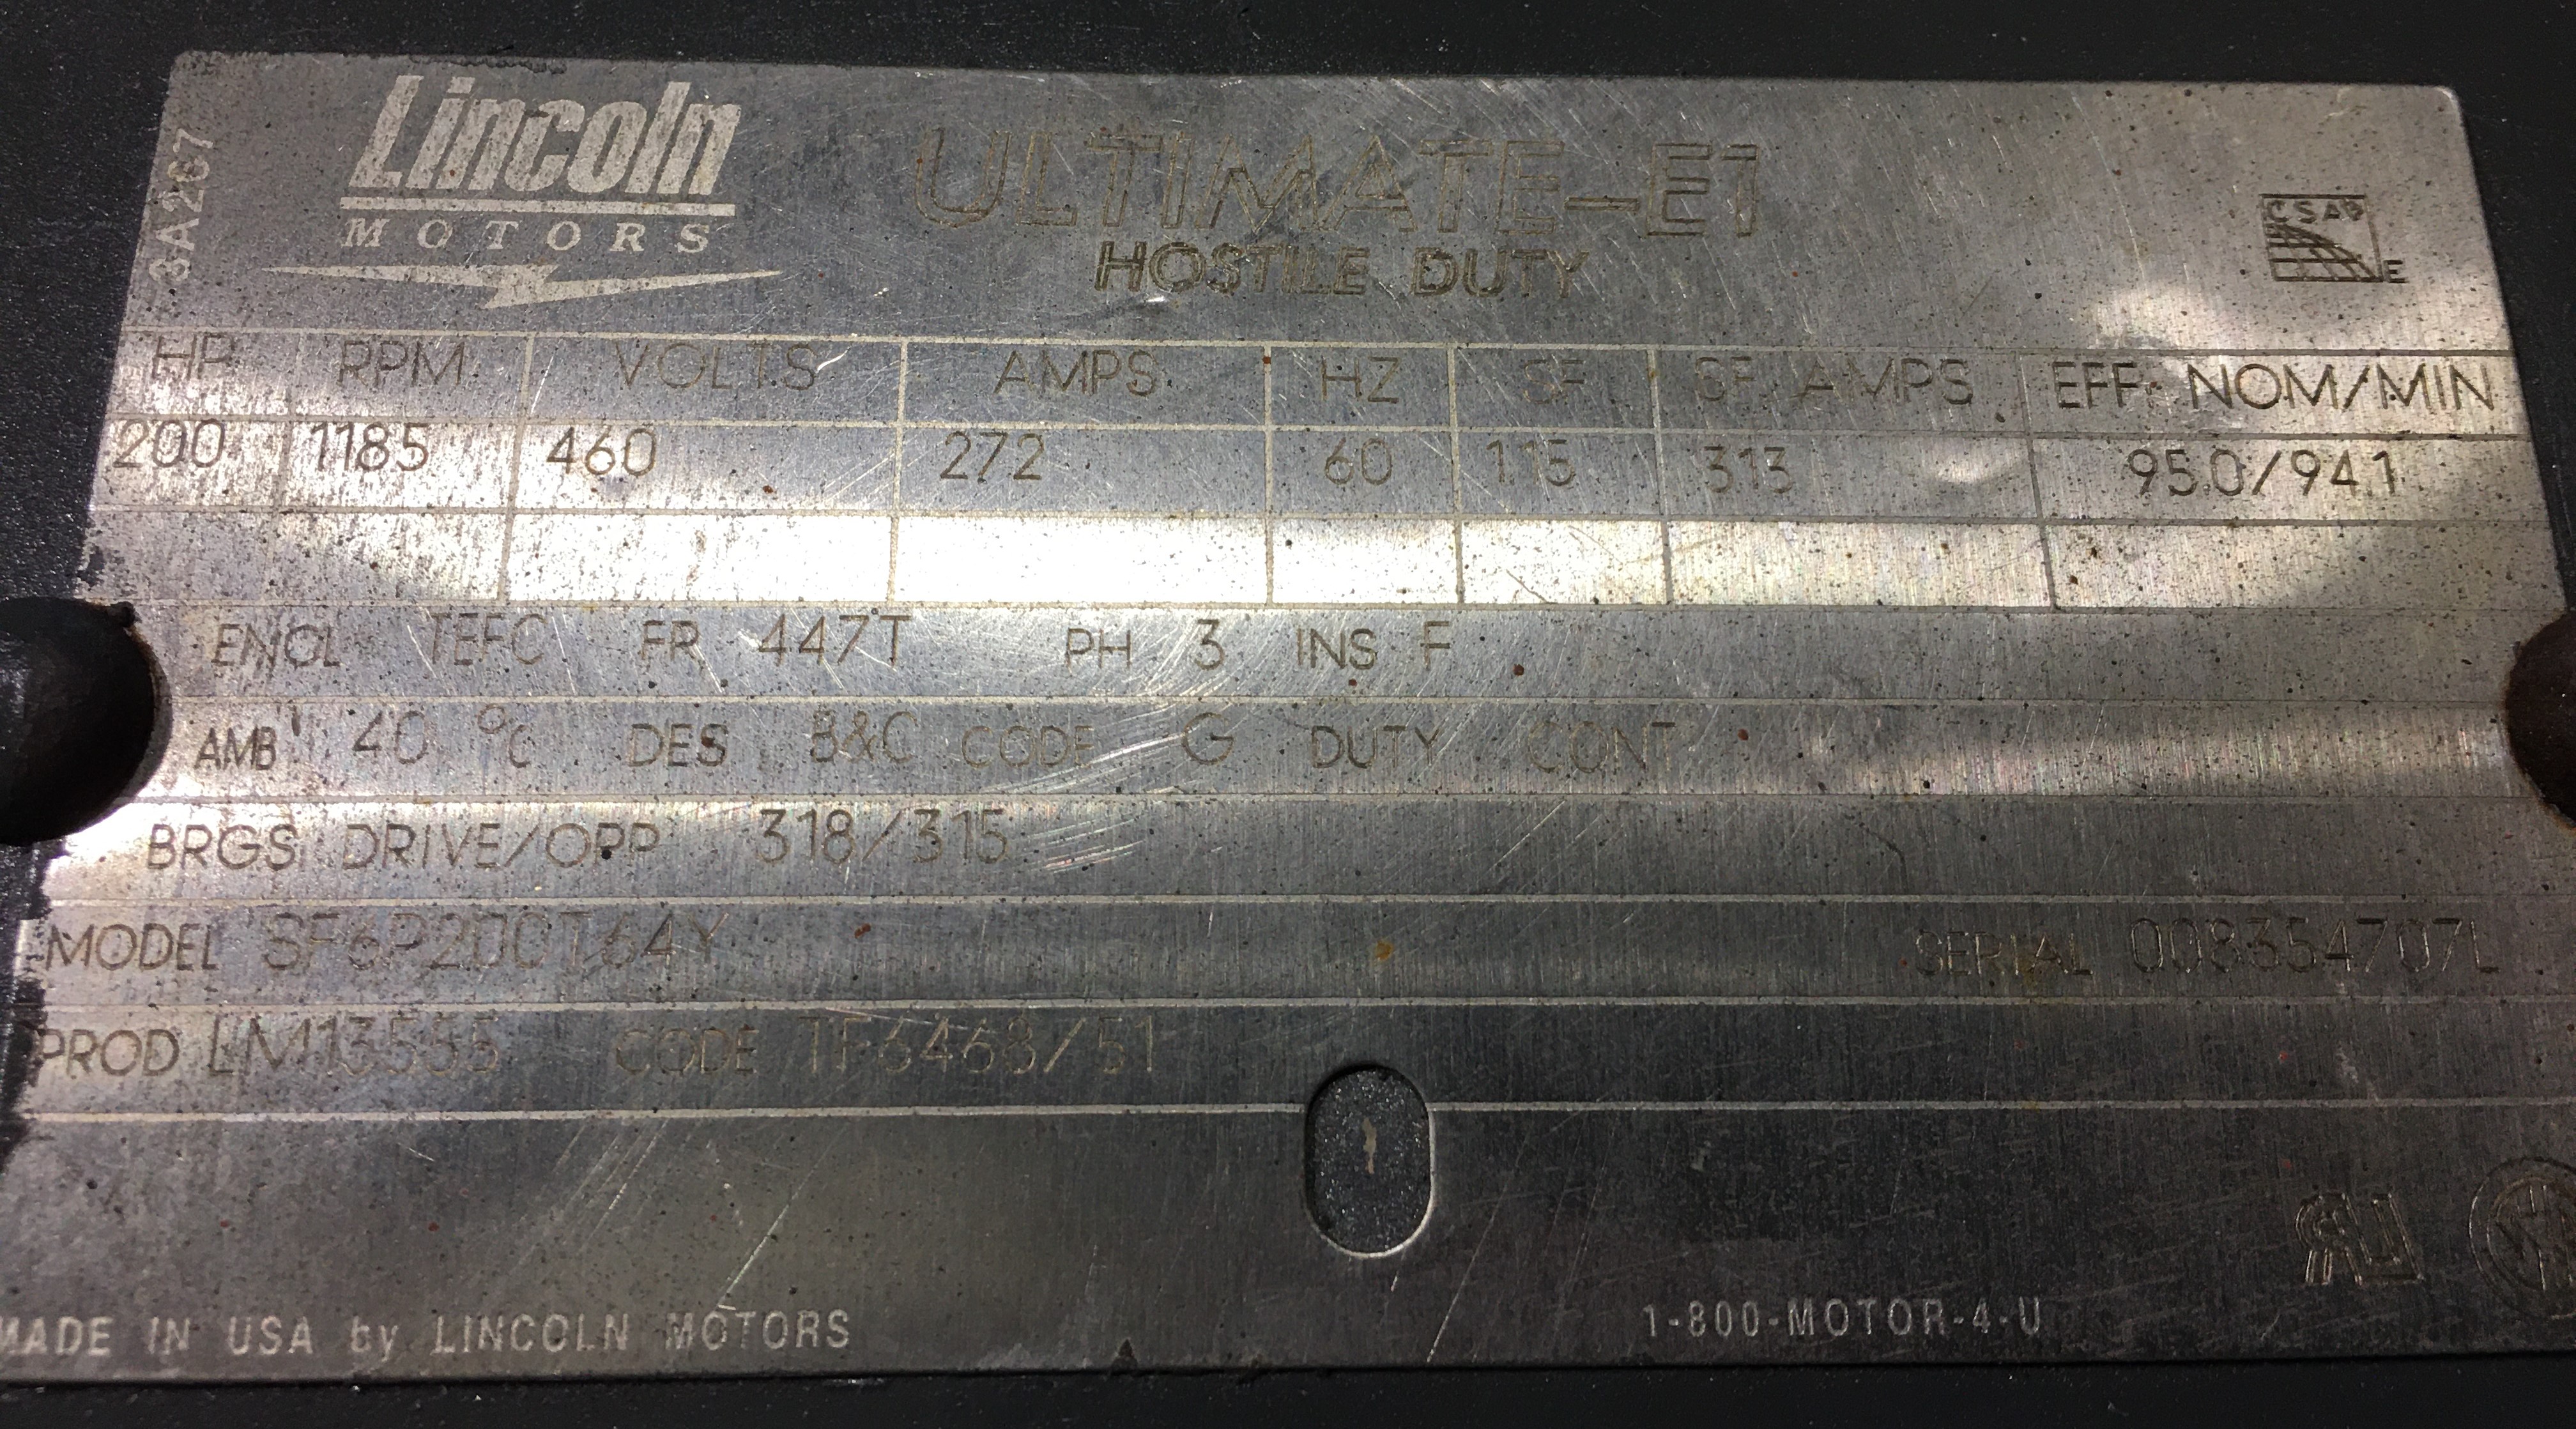 3A267
Lincoln
MOTORS
ULTIMATE-E1
HOSTILE DUTY
CSA
E
HP RPM VOLTS AMPS HZ SF SF AMPS EFF NOM/MIN
200 1185 460 272 60 1.15 313 95.0/94.1
ENCL TEFC FR 447T PH 3 INS F
AMB 40 °C DES B&C CODE G DUTY CONT
BRGS DRIVE/OPP 318/315
MODEL SF6P200T64Y SERIAL 008354707L
PROD LM13555 CODE TF6468/51
MADE IN USA by LINCOLN MOTORS 1-800-MOTOR-4-U